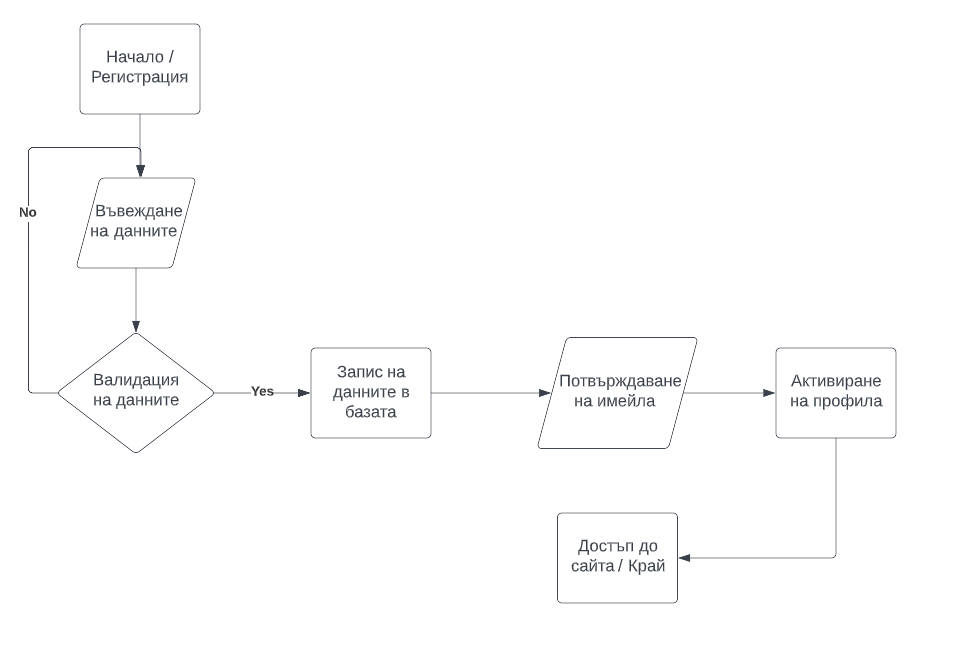 Начало /
Регистрация
No
Въвеждане
на данните
Валидация
на данните
Yes
Запис на
данните в
базата
Потвърждаване
на имейла
Активиране
на профила
Достъп до
сайта / Край